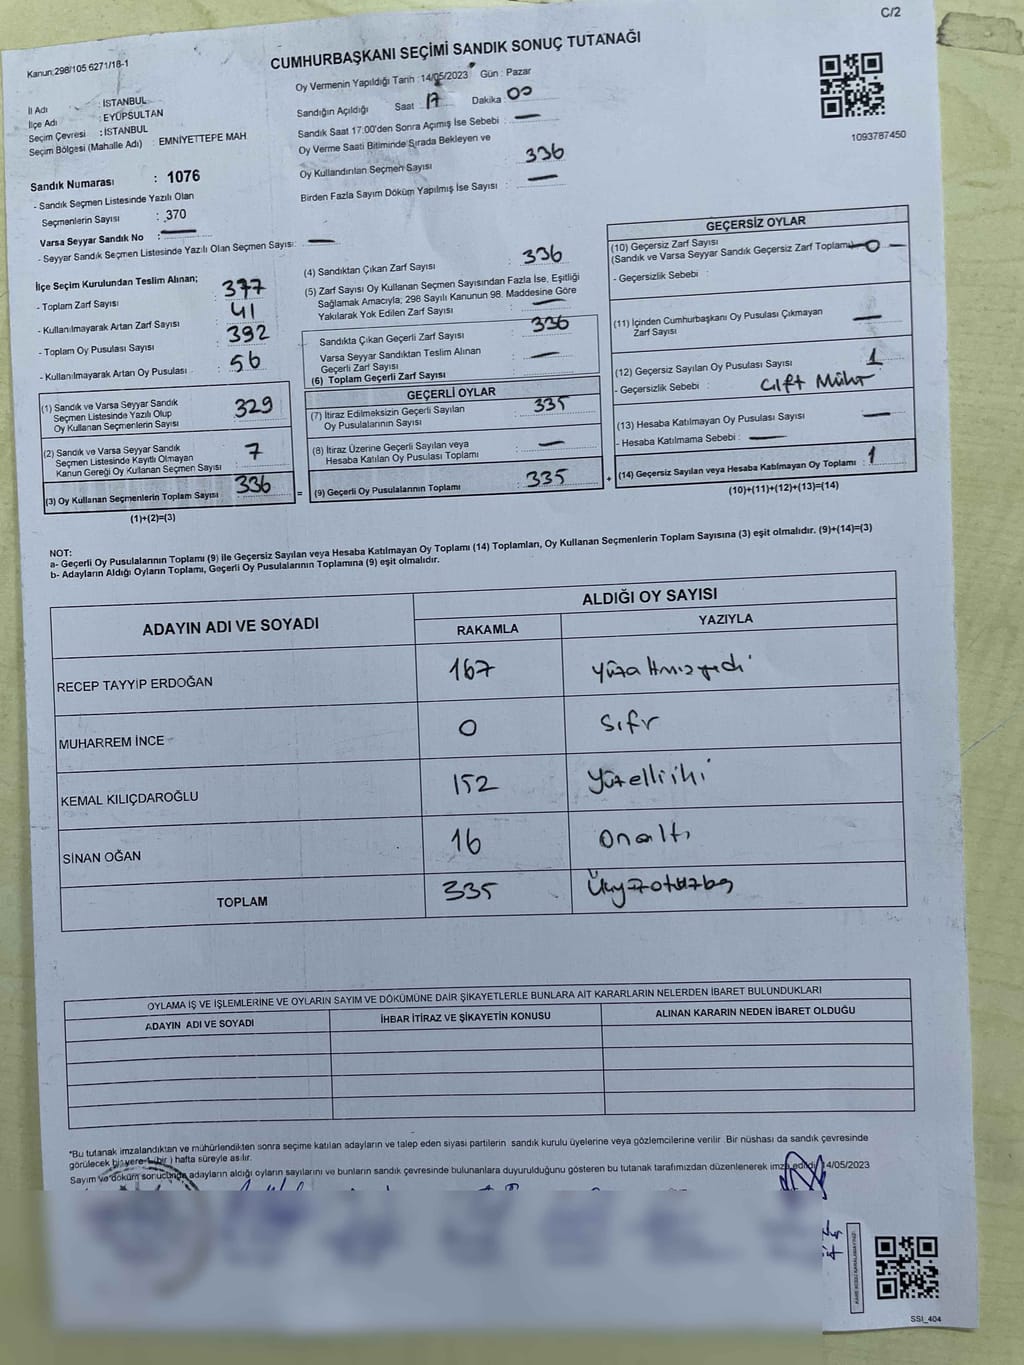 C/2
Kanun:298/105 6271/18-1
CUMHURBAŞKANI SEÇİMİ SANDIK SONUÇ TUTANAĞI
İl Adı : İSTANBUL
İlçe Adı : EYÜPSULTAN
Seçim Çevresi : İSTANBUL
Seçim Bölgesi (Mahalle Adı) : EMNİYETTEPE MAH
Oy Vermenin Yapıldığı Tarih : 14/05/2023 Gün : Pazar
Sandığın Açıldığı Saat : 17 Dakika : 00
Sandık Saat 17:00'den Sonra Açımış İse Sebebi : —
Oy Verme Saati Bitiminde Sırada Bekleyen ve
Oy Kullandırılan Seçmen Sayısı : 336
Birden Fazla Sayım Döküm Yapılmış İse Sayısı : —
1093787450
Sandık Numarası : 1076
- Sandık Seçmen Listesinde Yazılı Olan
Seçmenlerin Sayısı : 370
Varsa Seyyar Sandık No : —
- Seyyar Sandık Seçmen Listesinde Yazılı Olan Seçmen Sayısı: —
İlçe Seçim Kurulundan Teslim Alınan;
- Toplam Zarf Sayısı : 377
- Kullanılmayarak Artan Zarf Sayısı : 41
- Toplam Oy Pusulası Sayısı : 392
- Kullanılmayarak Artan Oy Pusulası : 56
(1) Sandık ve Varsa Seyyar Sandık
Seçmen Listesinde Yazılı Olup
Oy Kullanan Seçmenlerin Sayısı : 329
(2) Sandık ve Varsa Seyyar Sandık
Seçmen Listesinde Kayıtlı Olmayan
Kanun Gereği Oy Kullanan Seçmen Sayısı : 7
(3) Oy Kullanan Seçmenlerin Toplam Sayısı : 336
(1)+(2)=(3)
(4) Sandıktan Çıkan Zarf Sayısı : 336
(5) Zarf Sayısı Oy Kullanan Seçmen Sayısından Fazla İse, Eşitliği
Sağlamak Amacıyla; 298 Sayılı Kanunun 98. Maddesine Göre
Yakılarak Yok Edilen Zarf Sayısı : —
Sandıkta Çıkan Geçerli Zarf Sayısı : 336
Varsa Seyyar Sandıktan Teslim Alınan
Geçerli Zarf Sayısı : —
(6) Toplam Geçerli Zarf Sayısı :
GEÇERLİ OYLAR
(7) İtiraz Edilmeksizin Geçerli Sayılan
Oy Pusulalarının Sayısı : 335
(8) İtiraz Üzerine Geçerli Sayılan veya
Hesaba Katılan Oy Pusulası Toplamı : —
= (9) Geçerli Oy Pusulalarının Toplamı : 335 +
GEÇERSİZ OYLAR
(10) Geçersiz Zarf Sayısı
(Sandık ve Varsa Seyyar Sandık Geçersiz Zarf Toplamı) — 0 —
- Geçersizlik Sebebi :
(11) İçinden Cumhurbaşkanı Oy Pusulası Çıkmayan
Zarf Sayısı : —
(12) Geçersiz Sayılan Oy Pusulası Sayısı : 1
- Geçersizlik Sebebi : Çift Mühr
(13) Hesaba Katılmayan Oy Pusulası Sayısı : —
- Hesaba Katılmama Sebebi : —
(14) Geçersiz Sayılan veya Hesaba Katılmayan Oy Toplamı : 1
(10)+(11)+(12)+(13)=(14)
NOT:
a- Geçerli Oy Pusulalarının Toplamı (9) ile Geçersiz Sayılan veya Hesaba Katılmayan Oy Toplamı (14) Toplamları, Oy Kullanan Seçmenlerin Toplam Sayısına (3) eşit olmalıdır. (9)+(14)=(3)
b- Adayların Aldığı Oyların Toplamı, Geçerli Oy Pusulalarının Toplamına (9) eşit olmalıdır.
ADAYIN ADI VE SOYADI
ALDIĞI OY SAYISI
RAKAMLA YAZIYLA
RECEP TAYYİP ERDOĞAN 167 yüzaltmışyedi
MUHARREM İNCE 0 sıfır
KEMAL KILIÇDAROĞLU 152 yüzelliiki
SİNAN OĞAN 16 onaltı
TOPLAM 335 Üçyüzotuzbeş
OYLAMA İŞ VE İŞLEMLERİNE VE OYLARIN SAYIM VE DÖKÜMÜNE DAİR ŞİKAYETLERLE BUNLARA AİT KARARLARIN NELERDEN İBARET BULUNDUKLARI
ADAYIN ADI VE SOYADI İHBAR İTİRAZ VE ŞİKAYETİN KONUSU ALINAN KARARIN NEDEN İBARET OLDUĞU
*Bu tutanak imzalandıktan ve mühürlendikten sonra seçime katılan adayların ve talep eden siyasi partilerin sandık kurulu üyelerine veya gözlemcilerine verilir .Bir nüshası da sandık çevresinde
görülecek bir yere 1 (bir ) hafta süreyle asılır.
Sayım ve döküm sonucunda adayların aldığı oyların sayılarını ve bunların sandık çevresinde bulunanlara duyurulduğunu gösteren bu tutanak tarafımızdan düzenlenerek imza edildi. 14/05/2023
SSI_404